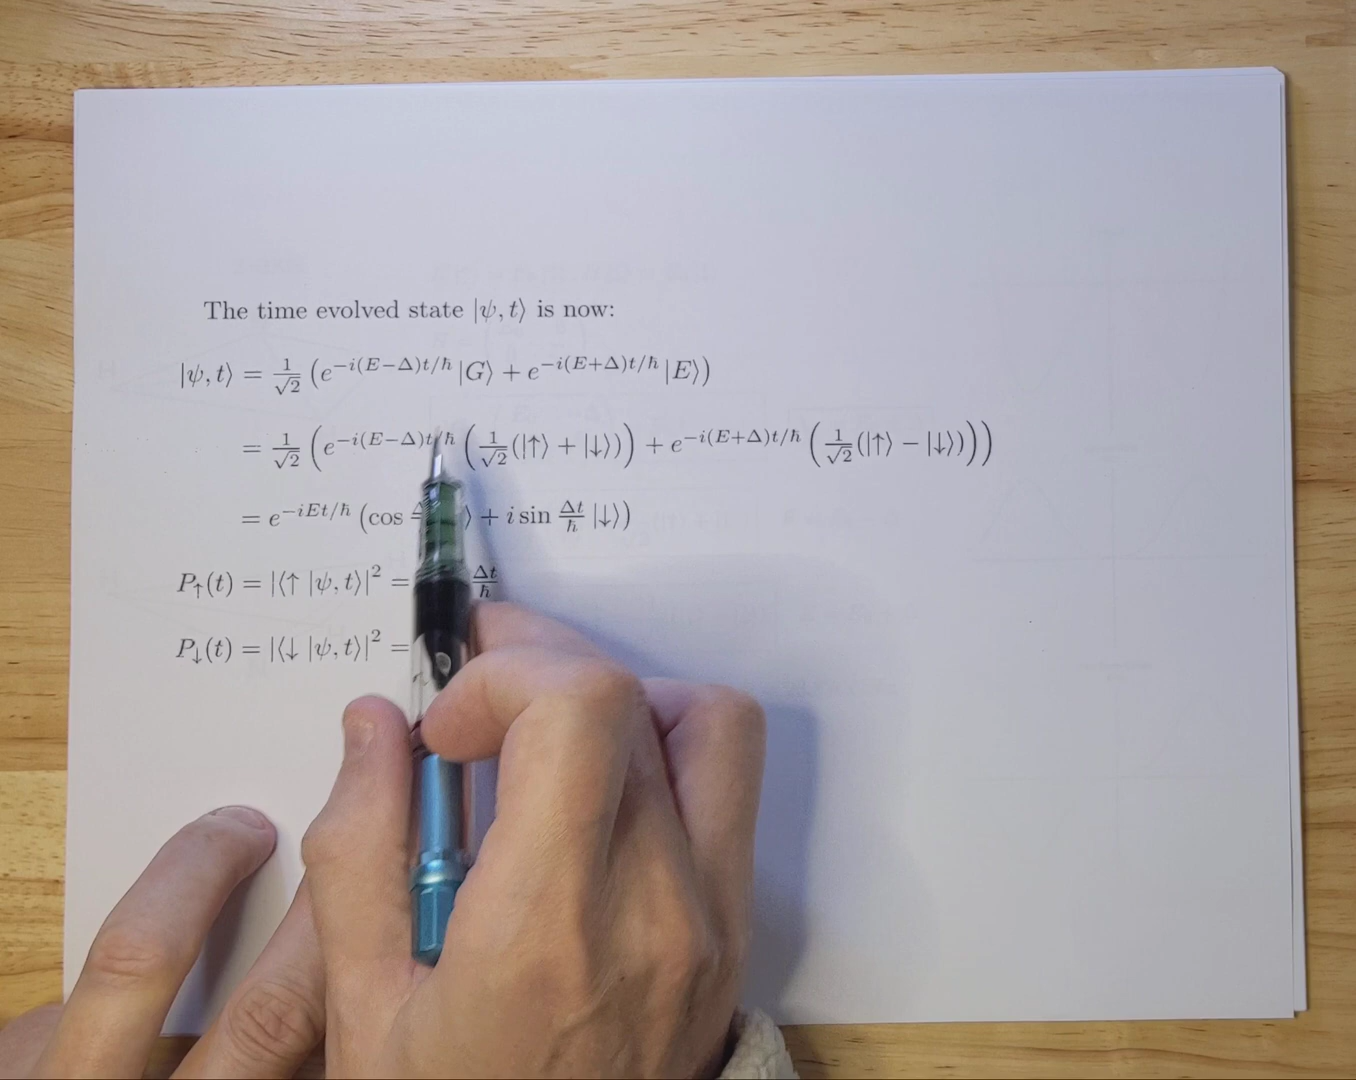 The time evolved state |ψ, t⟩ is now:
|ψ, t⟩ = 1/√2 (e^{−i(E−Δ)t/ħ} |G⟩ + e^{−i(E+Δ)t/ħ} |E⟩)
= 1/√2 (e^{−i(E−Δ)t/ħ} (1/√2 (|↑⟩ + |↓⟩)) + e^{−i(E+Δ)t/ħ} (1/√2 (|↑⟩ − |↓⟩)))
= e^{−iEt/ħ} (cos ⟩ + i sin Δt/ħ |↓⟩)
P↑(t) = |⟨↑ |ψ, t⟩|² = Δt/ħ
P↓(t) = |⟨↓ |ψ, t⟩|² =